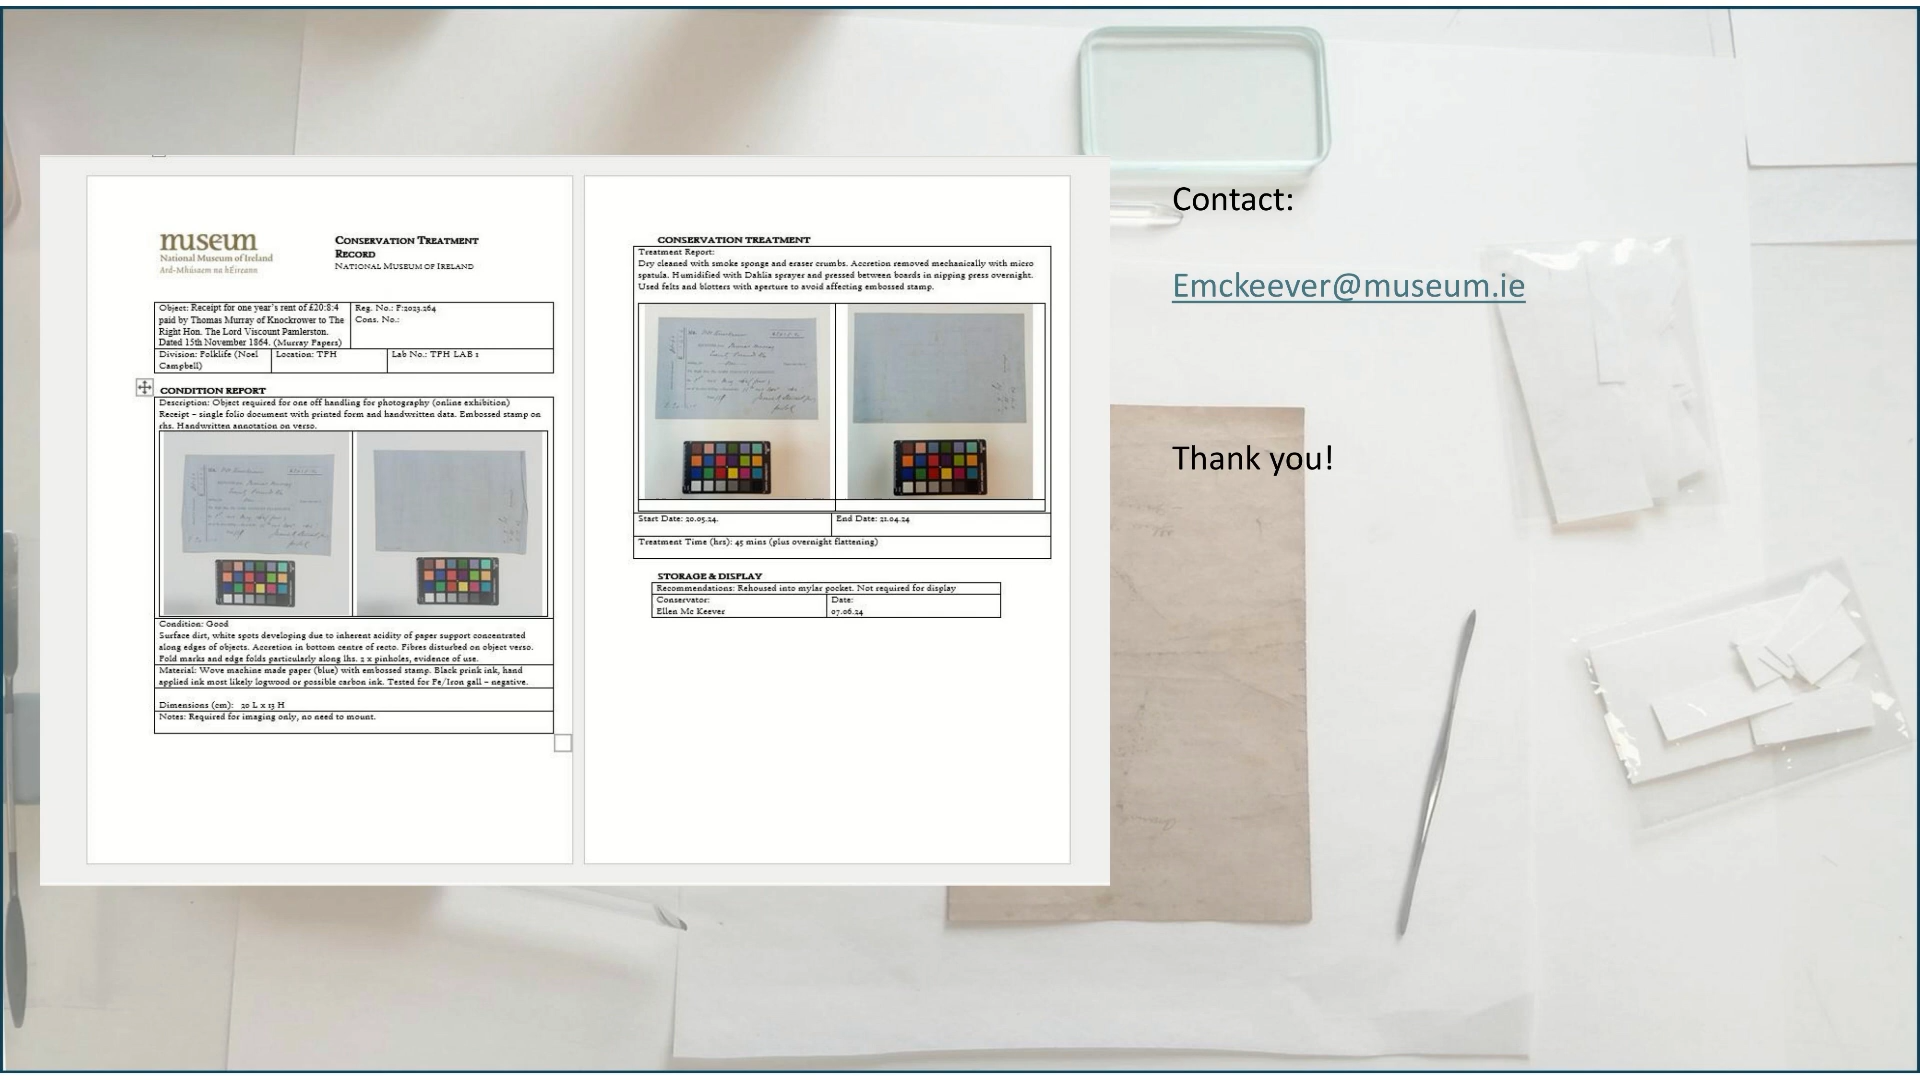 museum
National Museum of Ireland
Ard-Mhúsaem na hÉireann
CONSERVATION TREATMENT
RECORD
NATIONAL MUSEUM OF IRELAND
Object: Receipt for one year's rent of £20:8:4
paid by Thomas Murray of Knockrower to The
Right Hon. The Lord Viscount Pamlerston.
Dated 15th November 1864. (Murray Papers)
Reg. No.: F:2023.264
Cons. No.:
Division: Folklife (Noel
Campbell)
Location: TPH
Lab No.: TPH LAB 1
CONDITION REPORT
Description: Object required for one off handling for photography (online exhibition)
Receipt – single folio document with printed form and handwritten data. Embossed stamp on
rhs. Handwritten annotation on verso.
Condition: Good
Surface dirt, white spots developing due to inherent acidity of paper support concentrated
along edges of objects. Accretion in bottom centre of recto. Fibres disturbed on object verso.
Fold marks and edge folds particularly along lhs. 2 x pinholes, evidence of use.
Material: Wove machine made paper (blue) with embossed stamp. Black prink ink, hand
applied ink most likely logwood or possible carbon ink. Tested for Fe/Iron gall – negative.
Dimensions (cm): 20 L x 13 H
Notes: Required for imaging only, no need to mount.
CONSERVATION TREATMENT
Treatment Report:
Dry cleaned with smoke sponge and eraser crumbs. Accretion removed mechanically with micro
spatula. Humidified with Dahlia sprayer and pressed between boards in nipping press overnight.
Used felts and blotters with aperture to avoid affecting embossed stamp.
Start Date: 20.05.24.
End Date: 21.04.24
Treatment Time (hrs): 45 mins (plus overnight flattening)
STORAGE & DISPLAY
Recommendations: Rehoused into mylar pocket. Not required for display
Conservator:
Ellen Mc Keever
Date:
07.06.24
Contact:
Emckeever@museum.ie
Thank you!